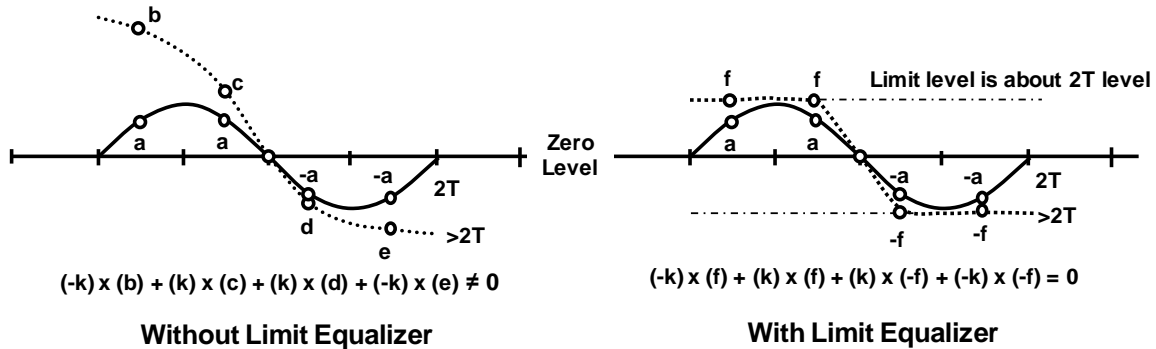 b
c
a
a
-a
-a
2T
d
e
>2T
(-k) x (b) + (k) x (c) + (k) x (d) + (-k) x (e) ≠ 0
Without Limit Equalizer
Zero
Level
f
f
Limit level is about 2T level
a
a
-a
-a
2T
>2T
-f
-f
(-k) x (f) + (k) x (f) + (k) x (-f) + (-k) x (-f) = 0
With Limit Equalizer